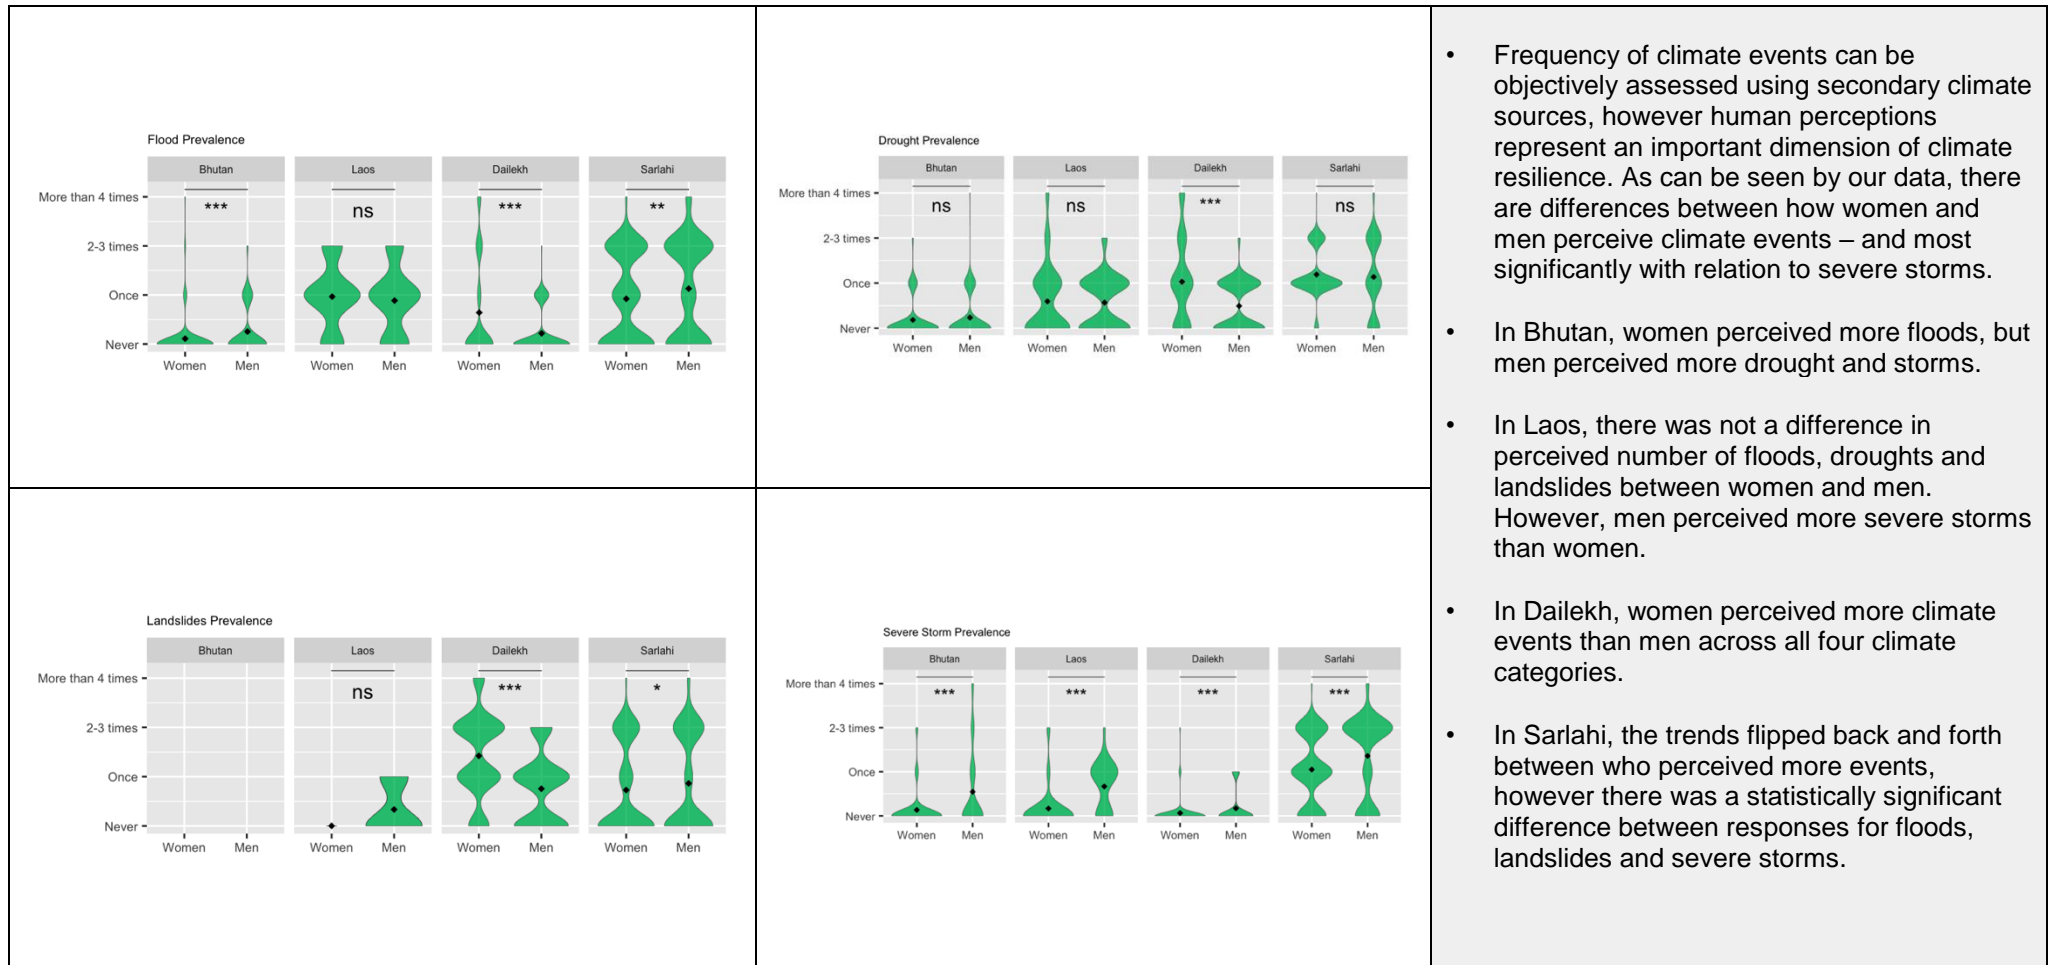 Flood Prevalence
Bhutan Laos Dailekh Sarlahi
More than 4 times
2-3 times
Once
Never
*** ns *** **
Women Men Women Men Women Men Women Men
Drought Prevalence
Bhutan Laos Dailekh Sarlahi
More than 4 times
2-3 times
Once
Never
ns ns *** ns
Women Men Women Men Women Men Women Men
Landslides Prevalence
Bhutan Laos Dailekh Sarlahi
More than 4 times
2-3 times
Once
Never
ns *** *
Women Men Women Men Women Men Women Men
Severe Storm Prevalence
Bhutan Laos Dailekh Sarlahi
More than 4 times
2-3 times
Once
Never
*** *** *** ***
Women Men Women Men Women Men Women Men
• Frequency of climate events can be
objectively assessed using secondary climate
sources, however human perceptions
represent an important dimension of climate
resilience. As can be seen by our data, there
are differences between how women and
men perceive climate events – and most
significantly with relation to severe storms.
• In Bhutan, women perceived more floods, but
men perceived more drought and storms.
• In Laos, there was not a difference in
perceived number of floods, droughts and
landslides between women and men.
However, men perceived more severe storms
than women.
• In Dailekh, women perceived more climate
events than men across all four climate
categories.
• In Sarlahi, the trends flipped back and forth
between who perceived more events,
however there was a statistically significant
difference between responses for floods,
landslides and severe storms.